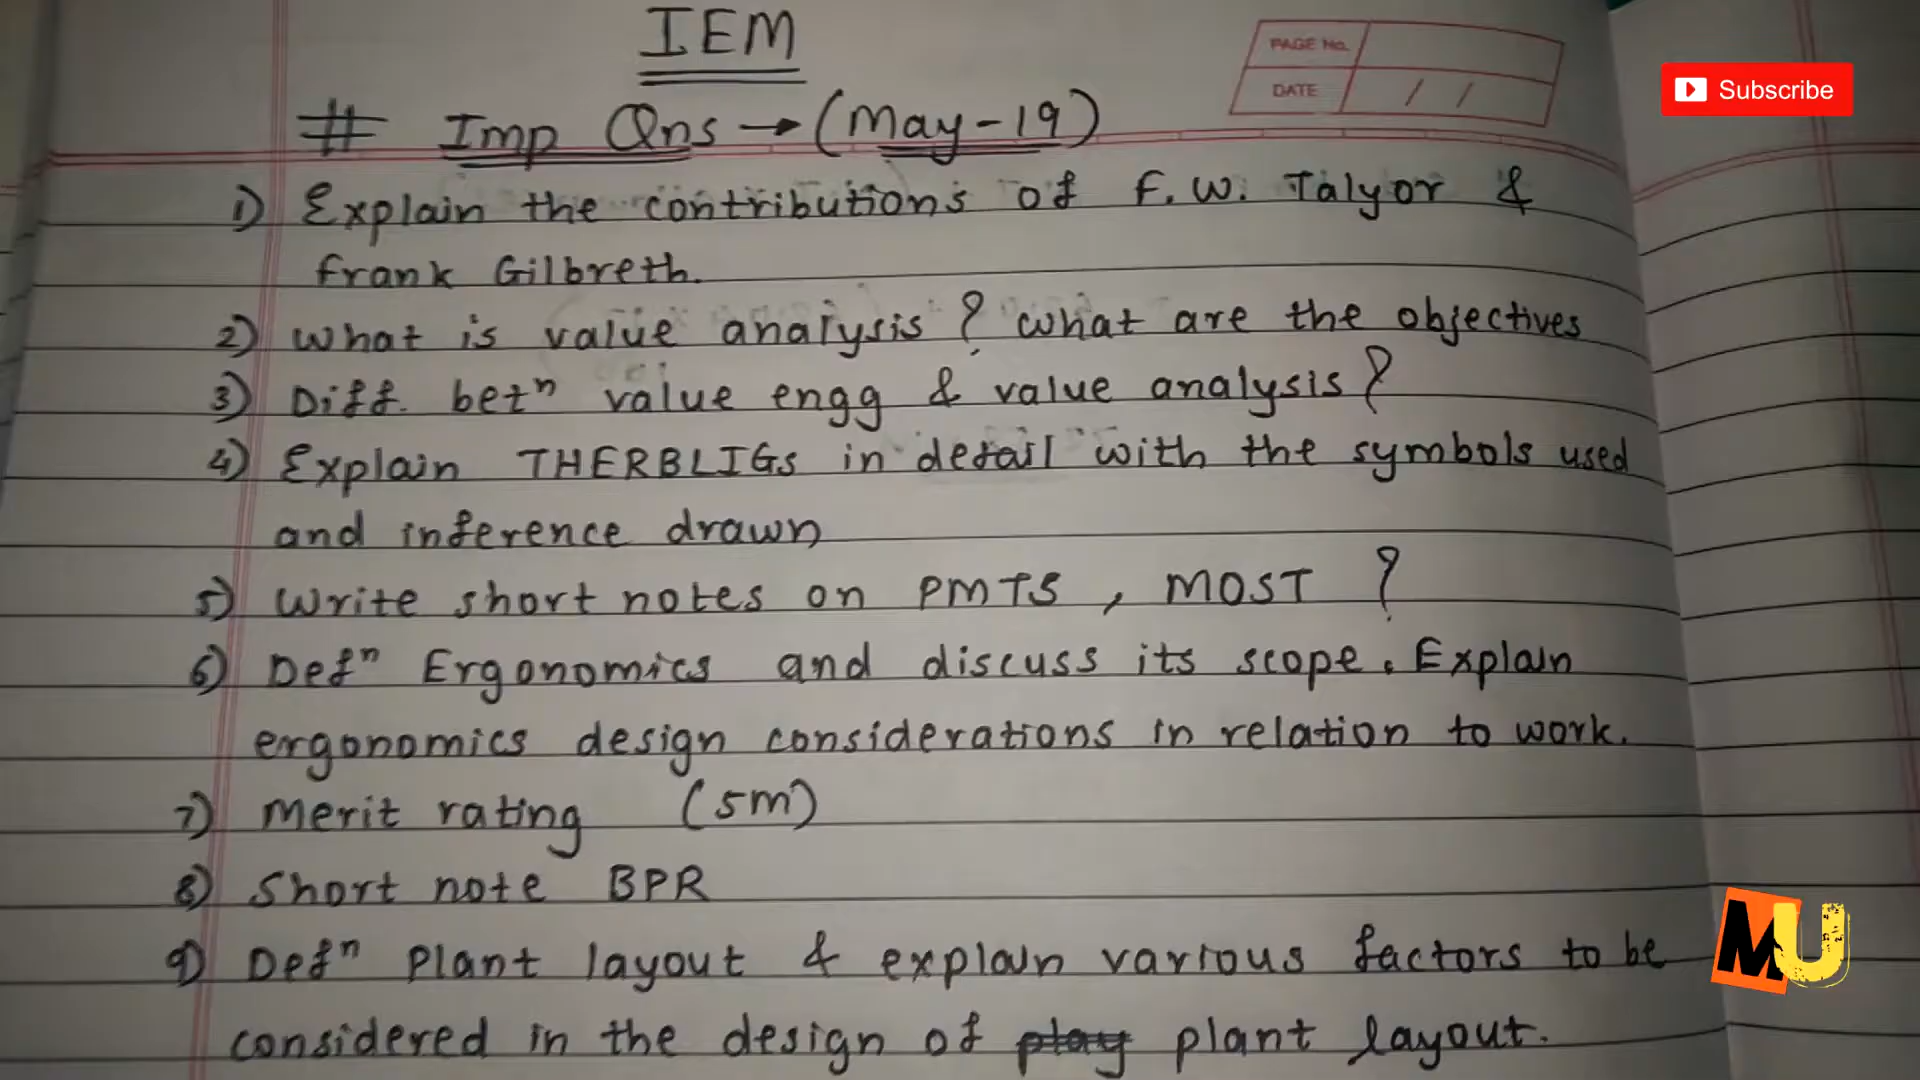 IEM
PAGE No.
DATE / /
Subscribe
# Imp Qns → (May-19)
1) Explain the contributions of F.W. Talyor &
Frank Gilbreth.
2) What is value analysis? What are the objectives
3) Diff. betⁿ value engg & value analysis?
4) Explain THERBLIGs in detail with the symbols used
and inference drawn
5) Write short notes on PMTS, MOST ?
6) Defⁿ Ergonomics and discuss its scope. Explain
ergonomics design considerations in relation to work.
7) Merit rating (5m)
8) Short note BPR
9) Defⁿ Plant layout & explain various factors to be
considered in the design of play plant layout.
MU